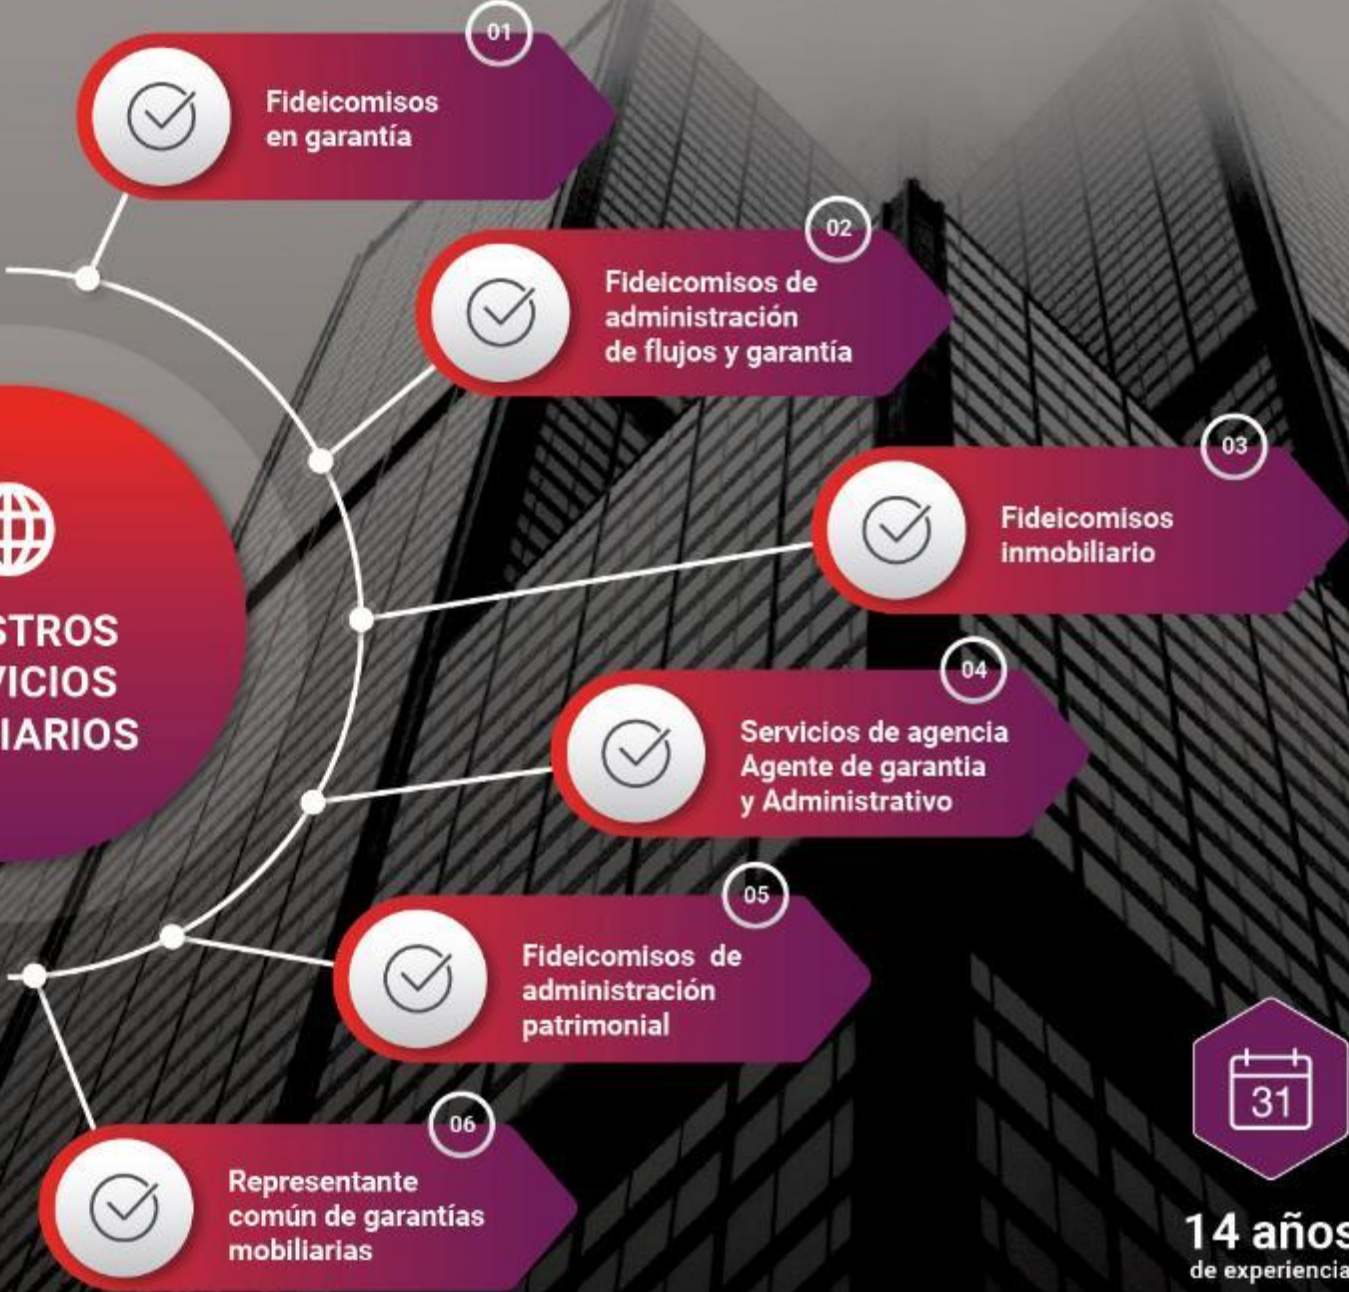 01
Fideicomisos
en garantía
02
Fideicomisos de
administración
de flujos y garantía
03
Fideicomisos
inmobiliario
STROS
VICIOS
IARIOS
04
Servicios de agencia
Agente de garantia
y Administrativo
05
Fideicomisos de
administración
patrimonial
06
Representante
común de garantías
mobiliarias
31
14 años
de experiencia